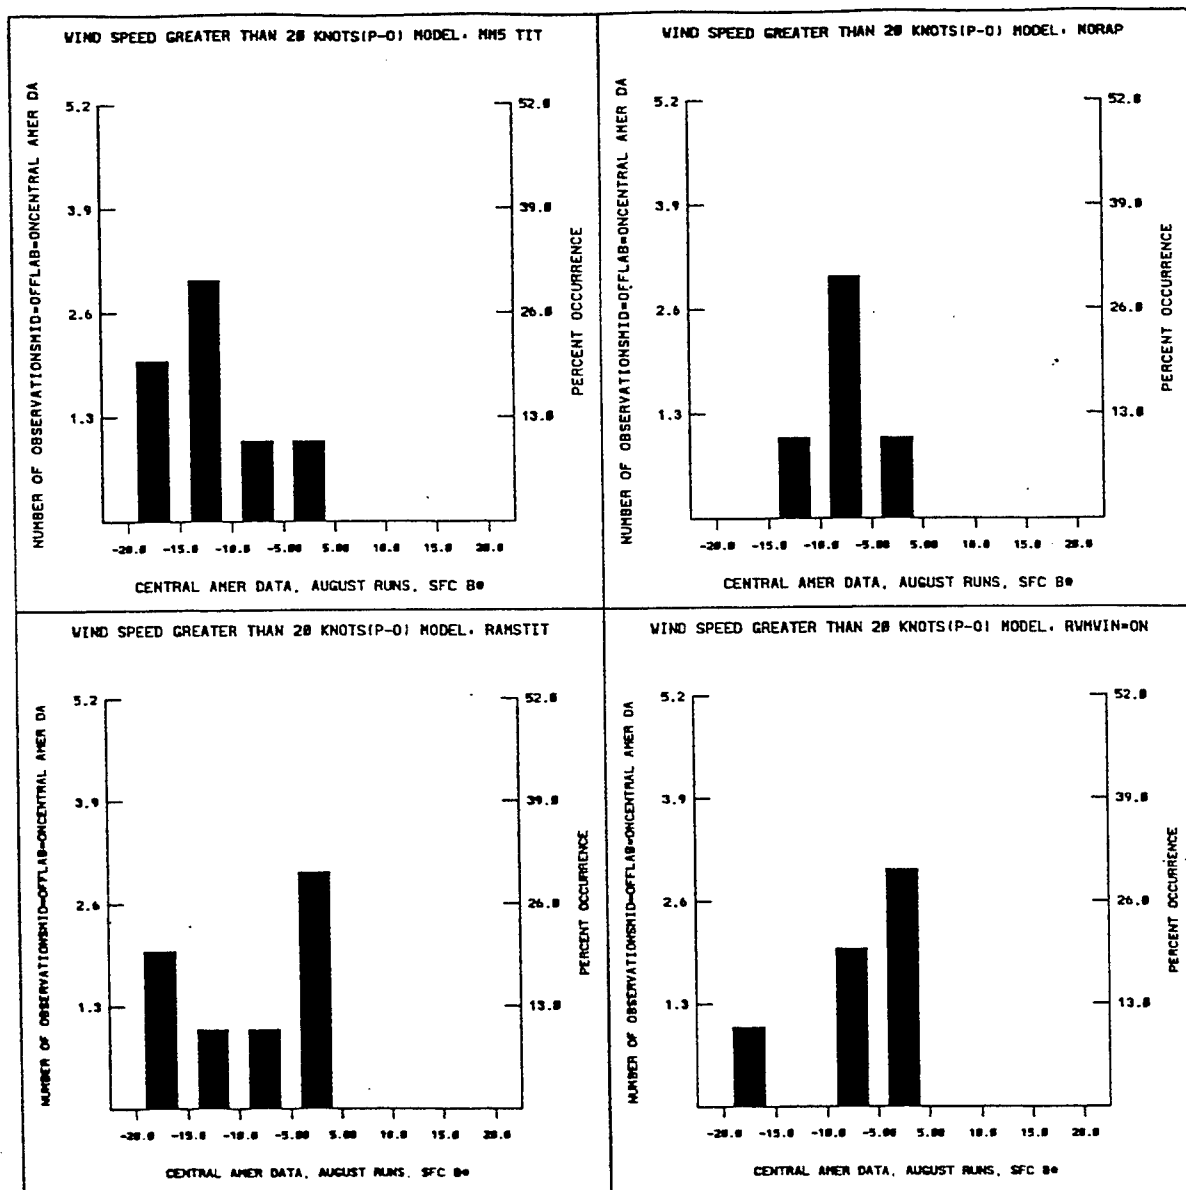 WIND SPEED GREATER THAN 20 KNOTS(P-O) MODEL. MM5 TIT
NUMBER OF OBSERVATIONSMID=OFFLAB=ONCENTRAL AMER DA
5.2
3.9
2.6
1.3
52.0
39.0
26.0
13.0
PERCENT OCCURRENCE
-20.0 -15.0 -10.0 -5.00 5.00 10.0 15.0 20.0
CENTRAL AMER DATA, AUGUST RUNS, SFC B*
WIND SPEED GREATER THAN 20 KNOTS(P-O) MODEL. NORAP
NUMBER OF OBSERVATIONSMID=OFFLAB=ONCENTRAL AMER DA
5.2
3.9
2.6
1.3
52.0
39.0
26.0
13.0
PERCENT OCCURRENCE
-20.0 -15.0 -10.0 -5.00 5.00 10.0 15.0 20.0
CENTRAL AMER DATA, AUGUST RUNS, SFC B*
WIND SPEED GREATER THAN 20 KNOTS(P-O) MODEL. RAMSTIT
NUMBER OF OBSERVATIONSMID=OFFLAB=ONCENTRAL AMER DA
5.2
3.9
2.6
1.3
52.0
39.0
26.0
13.0
PERCENT OCCURRENCE
-20.0 -15.0 -10.0 -5.00 5.00 10.0 15.0 20.0
CENTRAL AMER DATA, AUGUST RUNS, SFC B*
WIND SPEED GREATER THAN 20 KNOTS(P-O) MODEL. RWMVIN=ON
NUMBER OF OBSERVATIONSMID=OFFLAB=ONCENTRAL AMER DA
5.2
3.9
2.6
1.3
52.0
39.0
26.0
13.0
PERCENT OCCURRENCE
-20.0 -15.0 -10.0 -5.00 5.00 10.0 15.0 20.0
CENTRAL AMER DATA, AUGUST RUNS, SFC B*